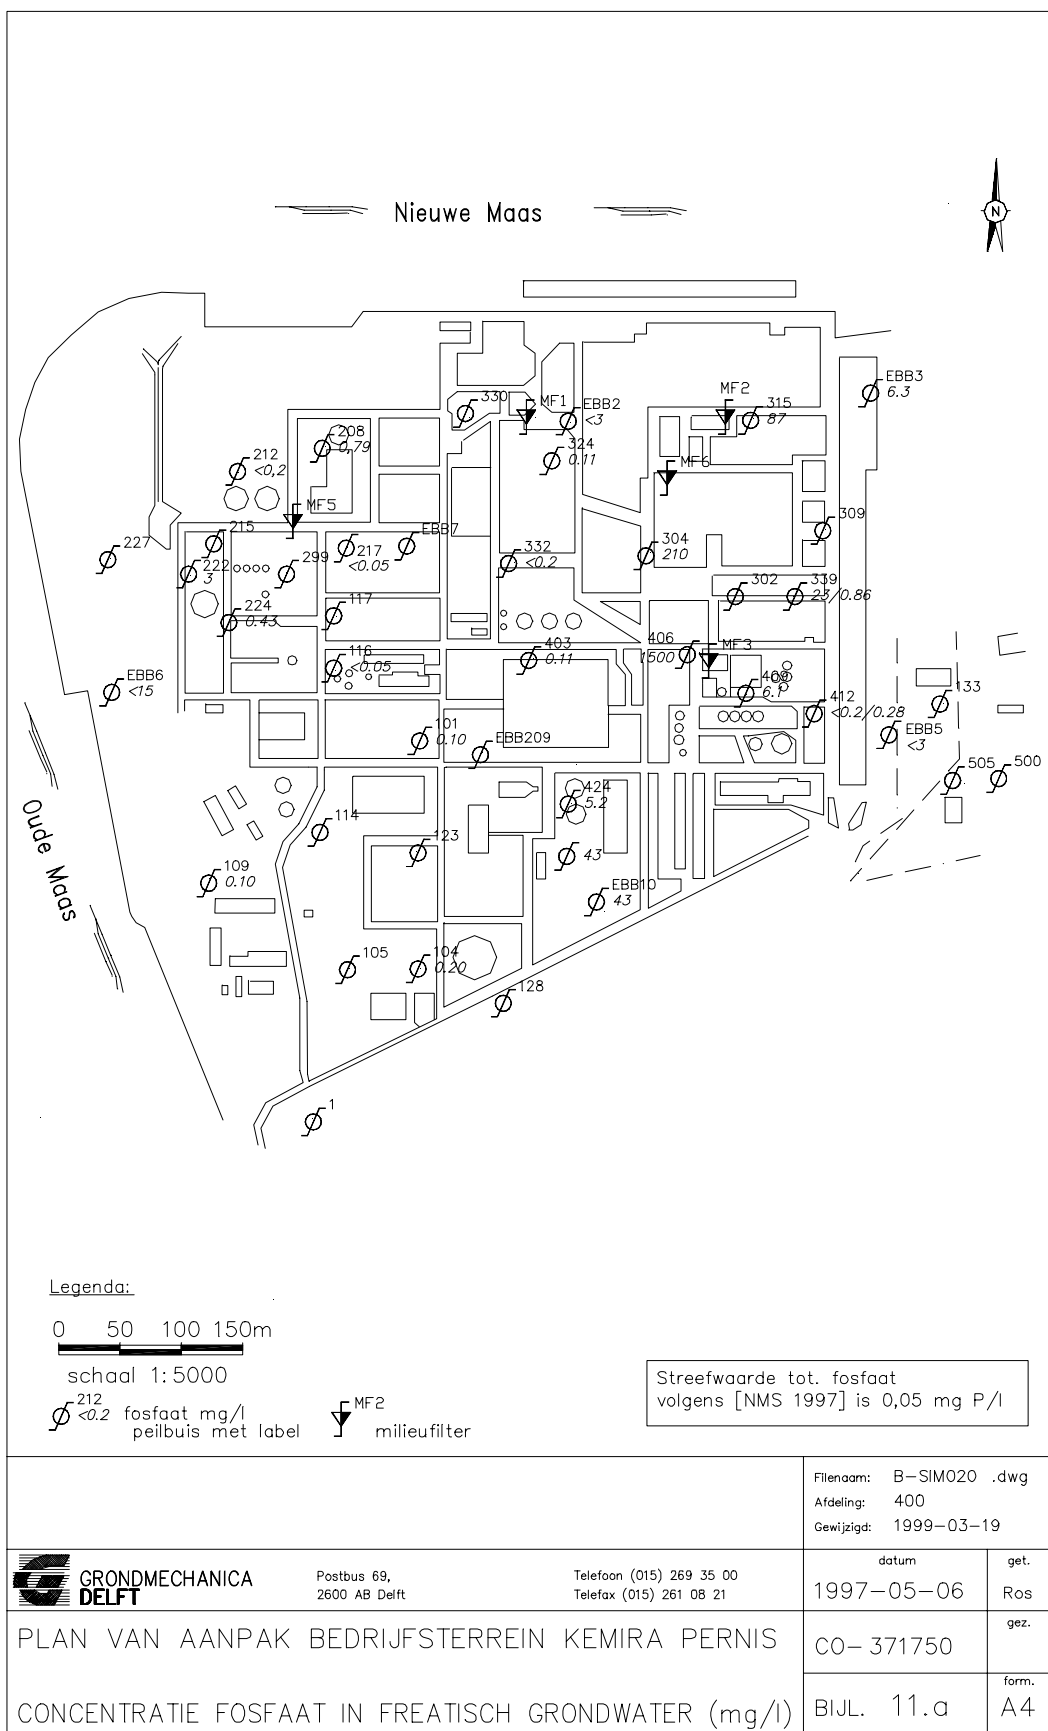 Nieuwe Maas
N
EBB3
6.3
MF2
315
87
330
MF1
EBB2
<3
324
0.11
208
0,79
212
<0,2
MF6
MF5
309
215
EBB7
217
<0.05
227
222
3
299
332
<0.2
304
210
302
339
23/0.86
224
0.43
117
406
1500
MF3
403
0.11
116
<0.05
409
6.1
EBB6
<15
412
<0.2/0.28
133
EBB5
<3
101
0.10
EBB209
505
500
Oude Maas
424
5.2
114
123
43
109
0.10
EBB10
43
105
104
0.20
128
1
Legenda:
0 50 100 150m
schaal 1:5000
212
<0.2 fosfaat mg/l
peilbuis met label
MF2
milieufilter
Streefwaarde tot. fosfaat
volgens [NMS 1997] is 0,05 mg P/l
Filenaam: B-SIM020 .dwg
Afdeling: 400
Gewijzigd: 1999-03-19
GRONDMECHANICA
DELFT
Postbus 69,
2600 AB Delft
Telefoon (015) 269 35 00
Telefax (015) 261 08 21
datum
1997-05-06
get.
Ros
PLAN VAN AANPAK BEDRIJFSTERREIN KEMIRA PERNIS
CO-371750
gez.
CONCENTRATIE FOSFAAT IN FREATISCH GRONDWATER (mg/l)
BIJL. 11.a
form.
A4